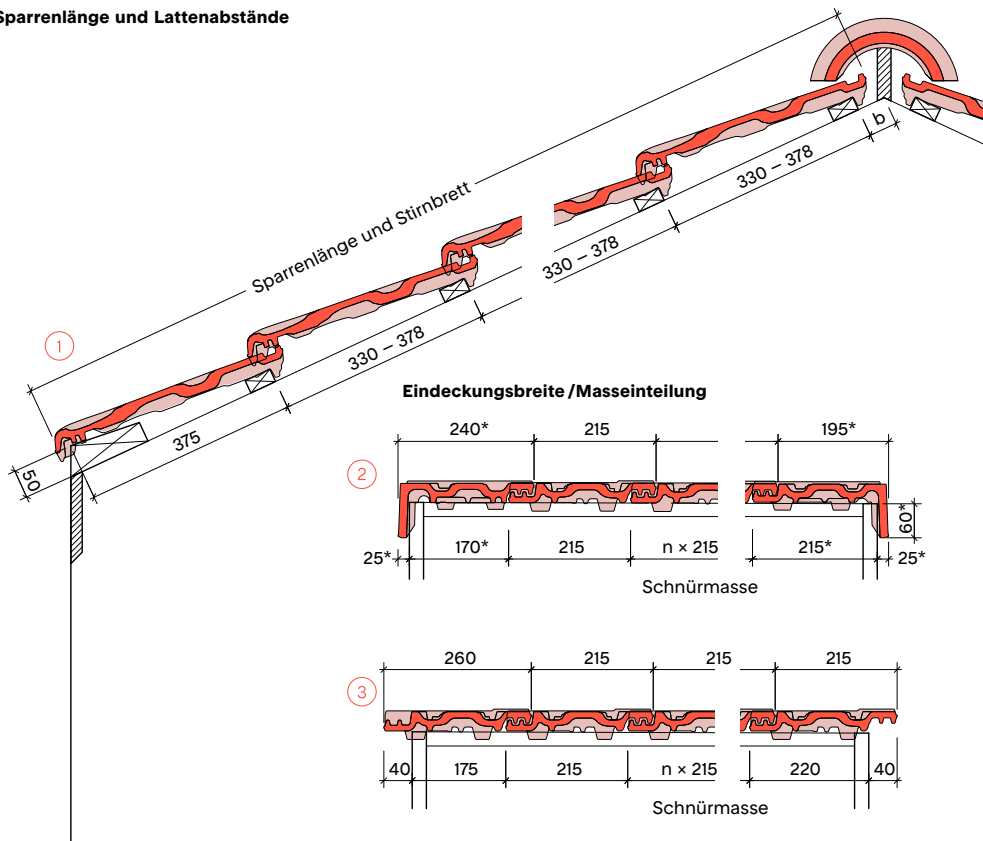 Sparrenlänge und Lattenabstände
b
330 – 378
Sparrenlänge und Stirnbrett
330 – 378
1
330 – 378
375
50
Eindeckungsbreite/Masseinteilung
240* 215 195*
2
60*
25* 170* 215 n × 215 215* 25*
Schnürmasse
260 215 215 215
3
40 175 215 n × 215 220 40
Schnürmasse